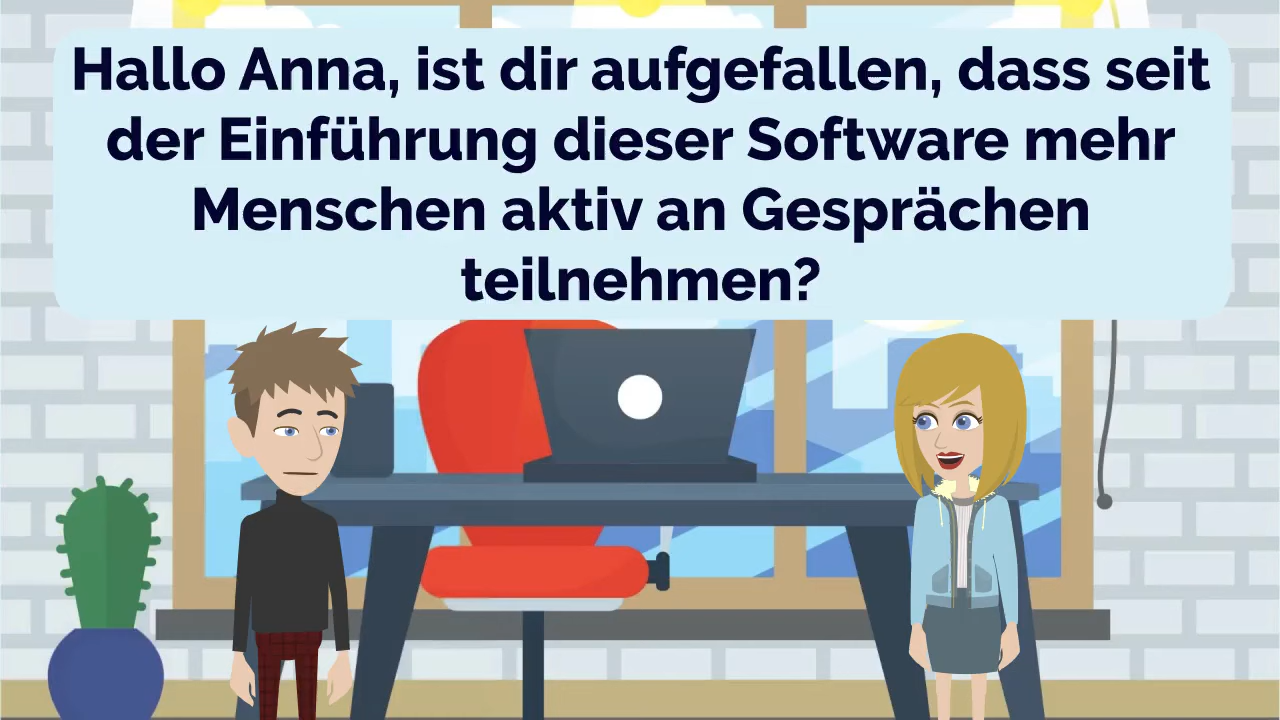 Hallo Anna, ist dir aufgefallen, dass seit
der Einführung dieser Software mehr
Menschen aktiv an Gesprächen
teilnehmen?